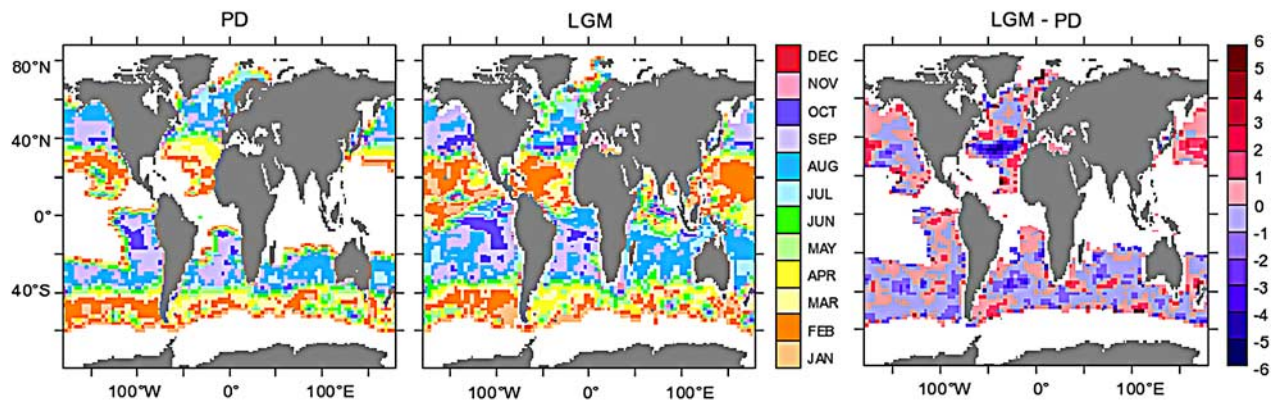 PD
LGM
LGM - PD
80°N
40°N
0°
40°S
100°W 0° 100°E
100°W 0° 100°E
DEC
NOV
OCT
SEP
AUG
JUL
JUN
MAY
APR
MAR
FEB
JAN
100°W 0° 100°E
6
5
4
3
2
1
0
-1
-2
-3
-4
-5
-6